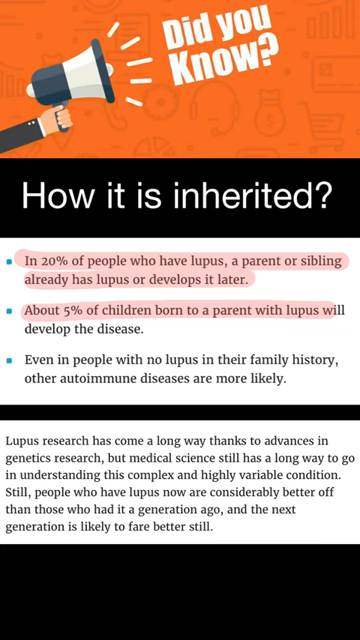 Did you
Know?
How it is inherited?
In 20% of people who have lupus, a parent or sibling
already has lupus or develops it later.
About 5% of children born to a parent with lupus will
develop the disease.
Even in people with no lupus in their family history,
other autoimmune diseases are more likely.
Lupus research has come a long way thanks to advances in
genetics research, but medical science still has a long way to go
in understanding this complex and highly variable condition.
Still, people who have lupus now are considerably better off
than those who had it a generation ago, and the next
generation is likely to fare better still.